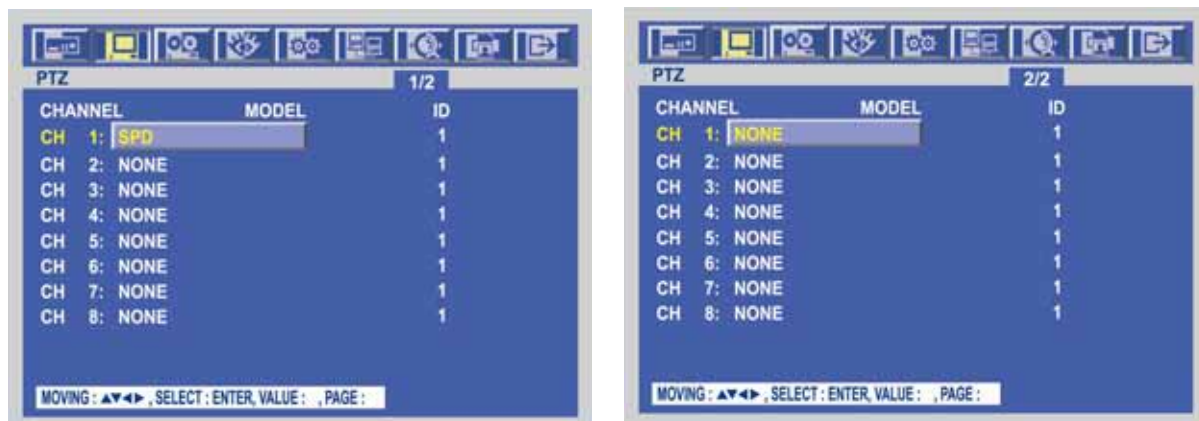 PTZ 1/2
CHANNEL MODEL ID
CH 1: SPD 1
CH 2: NONE 1
CH 3: NONE 1
CH 4: NONE 1
CH 5: NONE 1
CH 6: NONE 1
CH 7: NONE 1
CH 8: NONE 1
MOVING : ▲▼◀▶ , SELECT : ENTER, VALUE : , PAGE :
PTZ 2/2
CHANNEL MODEL ID
CH 1: NONE 1
CH 2: NONE 1
CH 3: NONE 1
CH 4: NONE 1
CH 5: NONE 1
CH 6: NONE 1
CH 7: NONE 1
CH 8: NONE 1
MOVING : ▲▼◀▶ , SELECT : ENTER, VALUE : , PAGE :